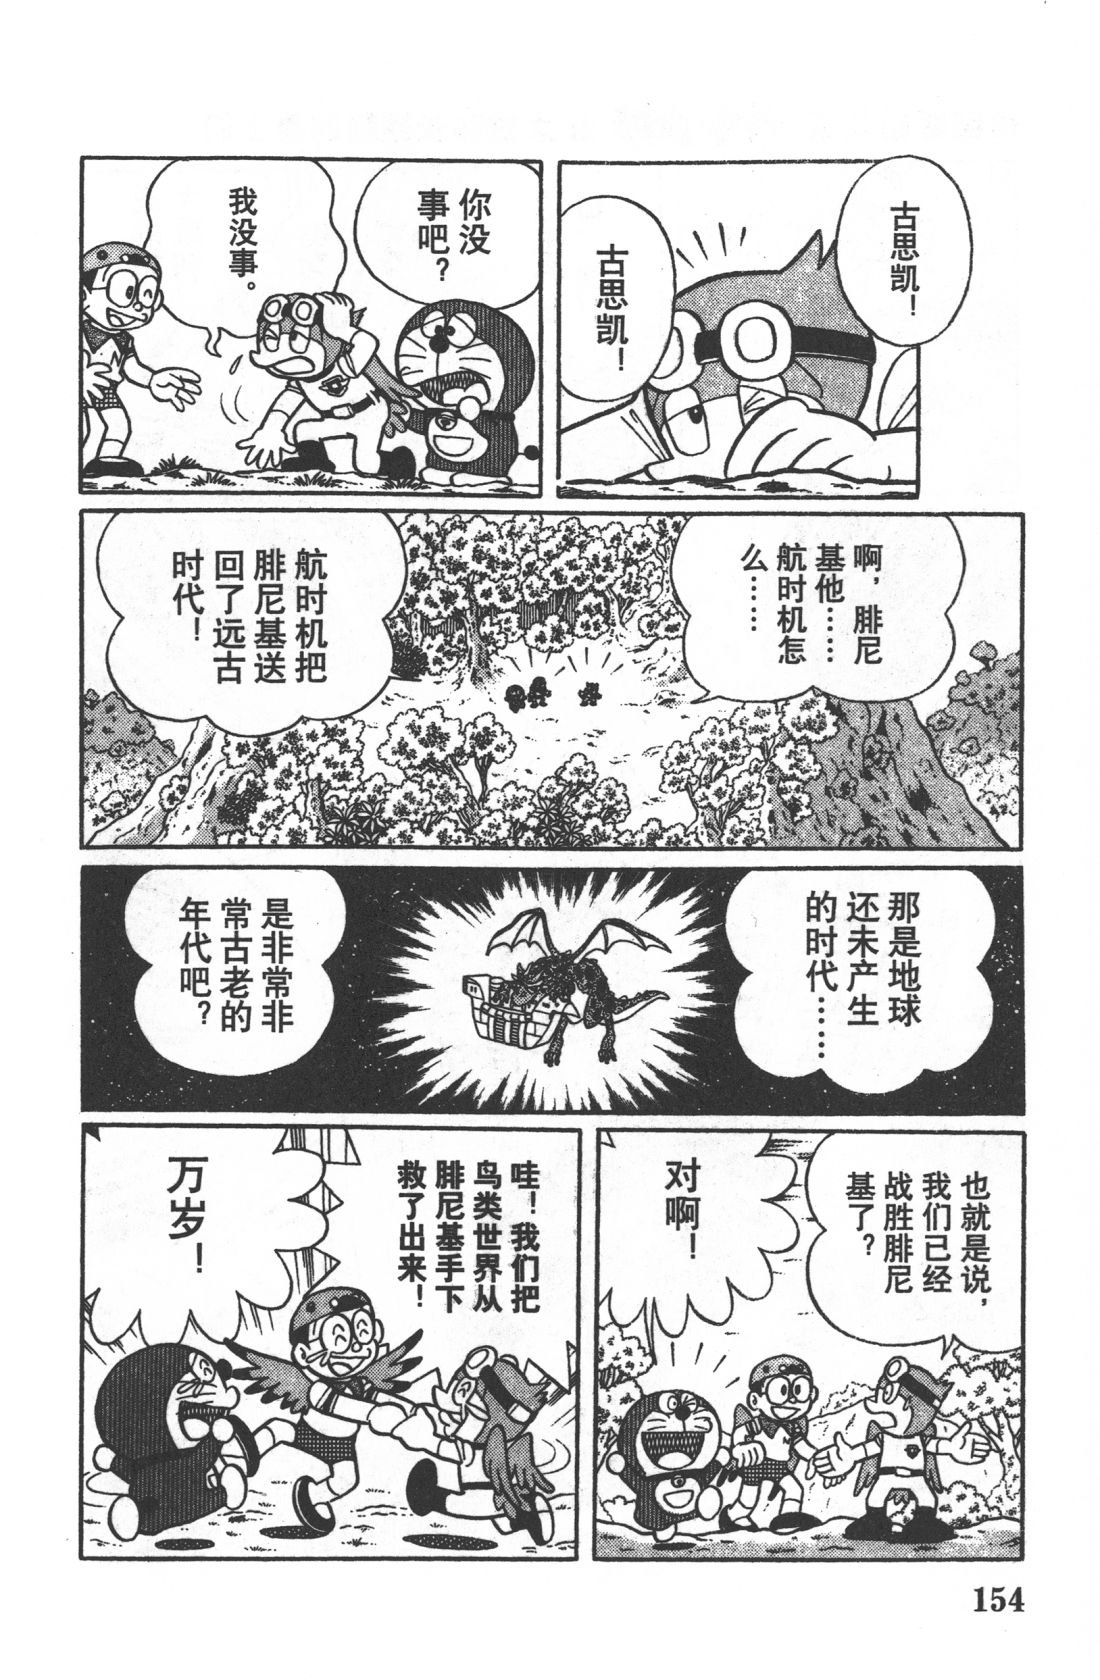 古思凯！
古思凯！
你没
事吧？
我没事。
啊，腓尼
基他……
航时机怎
么……
航时机把
腓尼基送
回了远古
时代！
那是地球
还未产生
的时代……
是非常非
常古老的
年代吧？
也就是说，
我们已经
战胜腓尼
基了？
对啊！
哇！我们把
鸟类世界从
腓尼基手下
救了出来！
万岁！
154